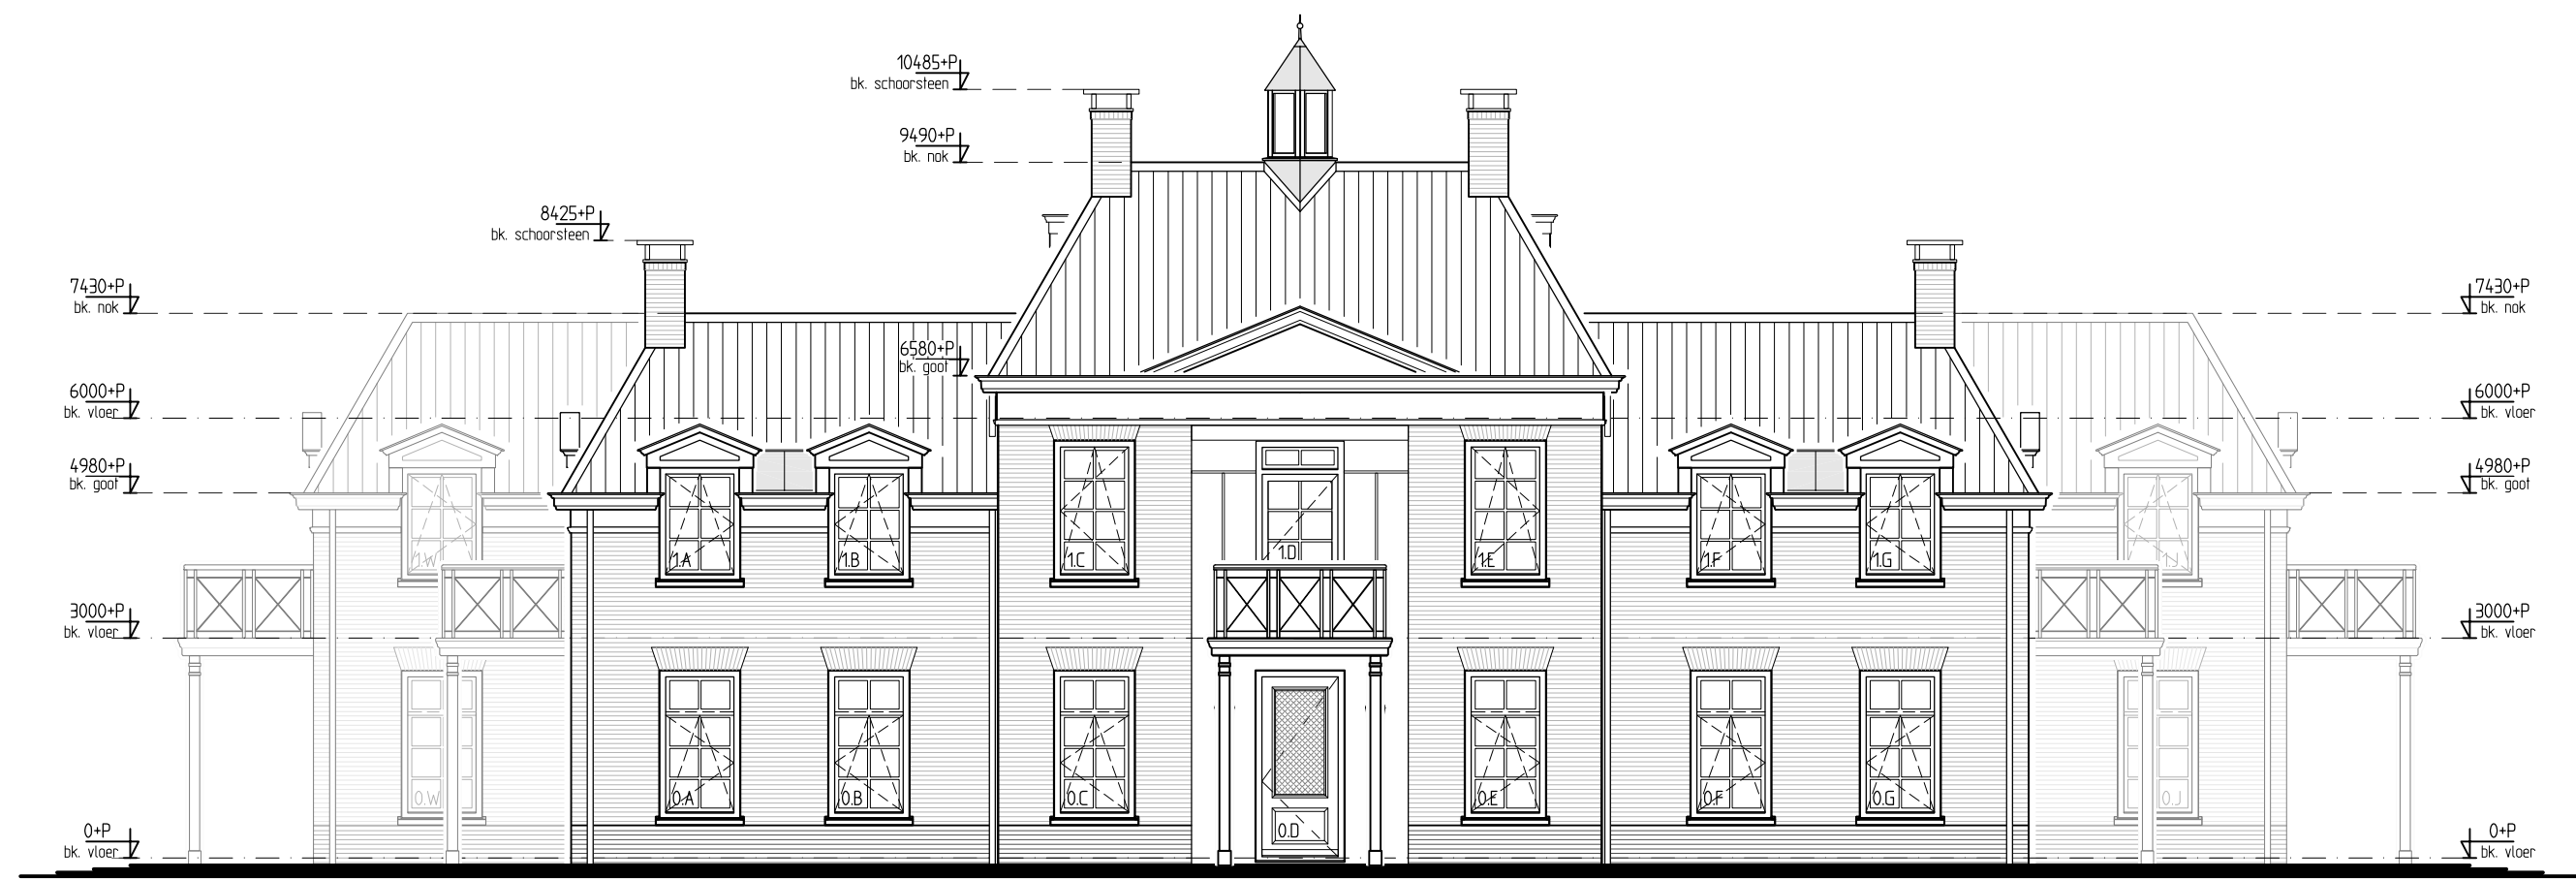 10485+P
bk. schoorsteen
9490+P
bk. nok
8425+P
bk. schoorsteen
7430+P
bk. nok
7430+P
bk. nok
6580+P
bk. goot
6000+P
bk. vloer
6000+P
bk. vloer
4980+P
bk. goot
4980+P
bk. goot
1.W 1.A 1.B 1.C 1.D 1.E 1.F 1.G 1.J
3000+P
bk. vloer
3000+P
bk. vloer
0.W 0.A 0.B 0.C 0.D 0.E 0.F 0.G 0.J
0+P
bk. vloer
0+P
bk. vloer